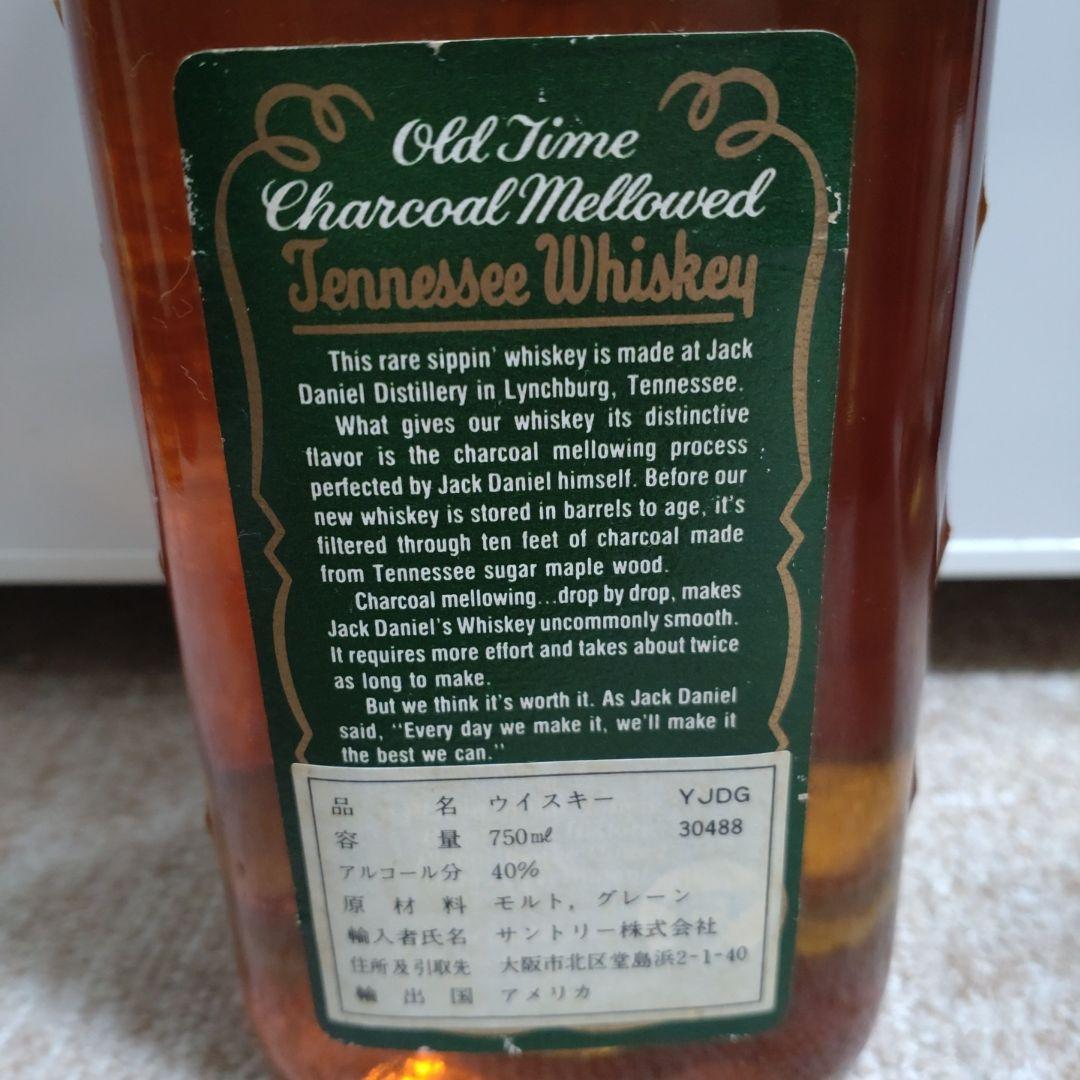 Old Time
Charcoal Mellowed
Tennessee Whiskey
This rare sippin' whiskey is made at Jack
Daniel Distillery in Lynchburg, Tennessee.
What gives our whiskey its distinctive
flavor is the charcoal mellowing process
perfected by Jack Daniel himself. Before our
new whiskey is stored in barrels to age, it's
filtered through ten feet of charcoal made
from Tennessee sugar maple wood.
Charcoal mellowing...drop by drop, makes
Jack Daniel's Whiskey uncommonly smooth.
It requires more effort and takes about twice
as long to make.
But we think it's worth it. As Jack Daniel
said, "Every day we make it, we'll make it
the best we can."
品名 ウイスキー YJDG
容量 750㎖ 30488
アルコール分 40%
原材料 モルト,グレーン
輸入者氏名 サントリー株式会社
住所及引取先 大阪市北区堂島浜2-1-40
輸出国 アメリカ